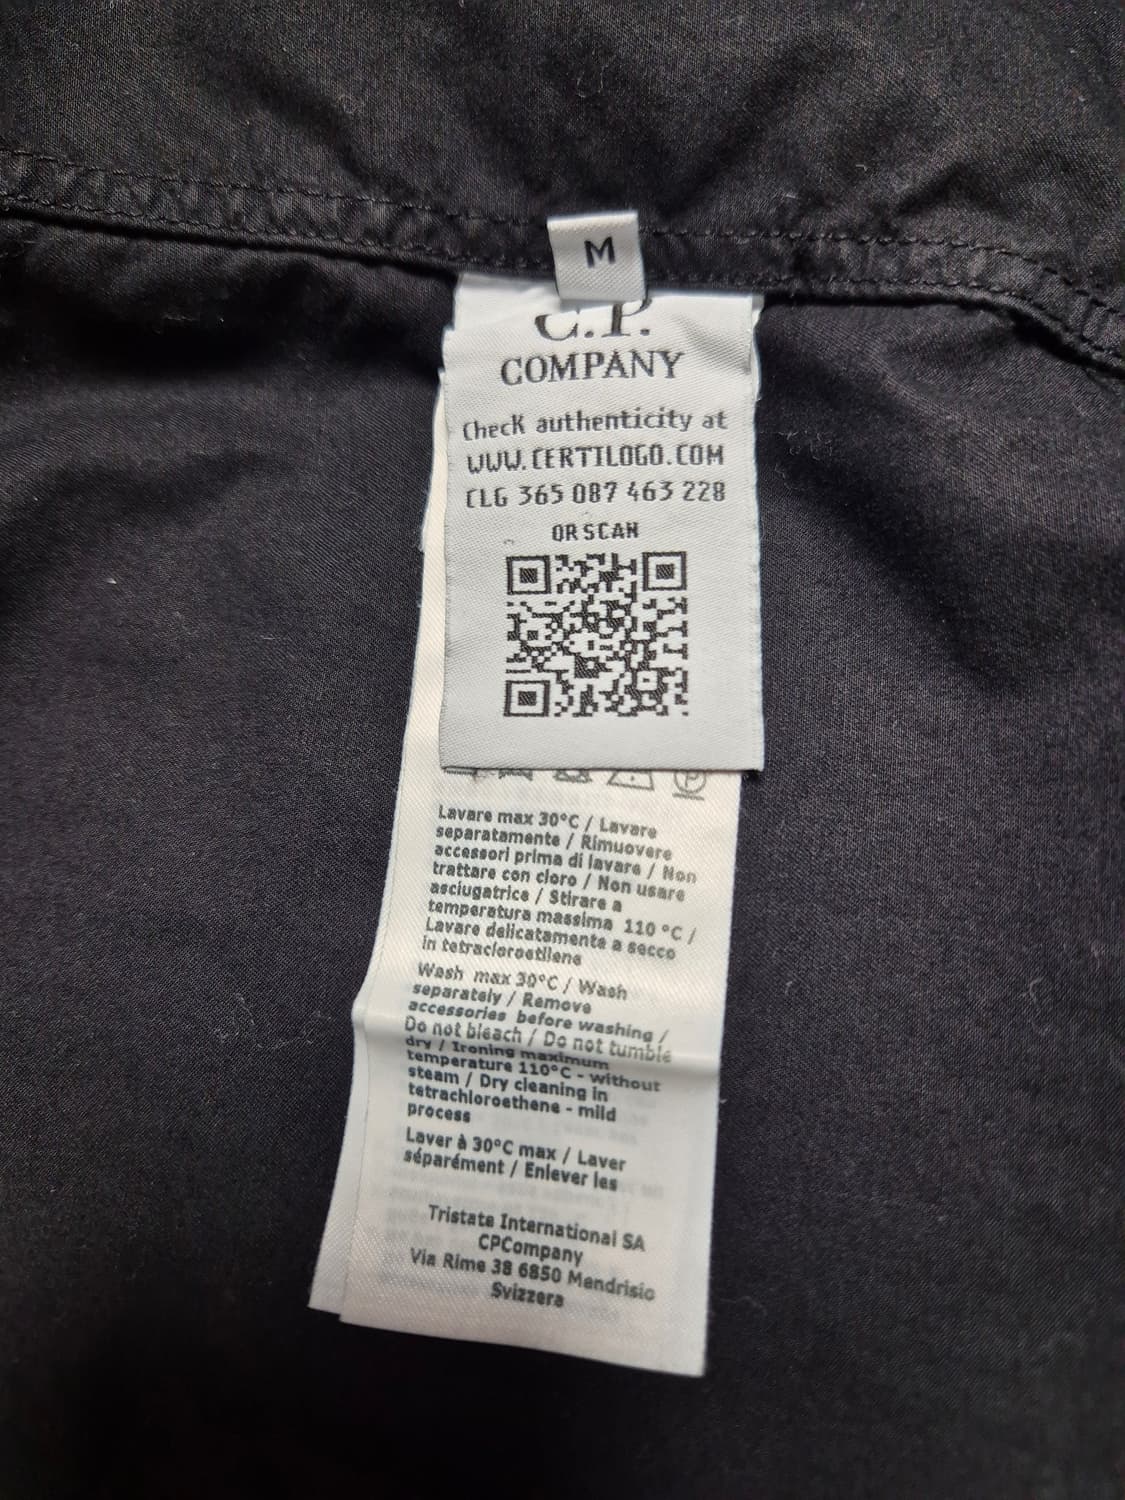 M
C.P.
COMPANY
Check authenticity at
WWW.CERTILOGO.COM
CLG 365 087 463 228
QR SCAN
Lavare max 30°C / Lavare
separatamente / Rimuovere
accessori prima di lavare / Non
trattare con cloro / Non usare
asciugatrice / Stirare a
temperatura massima 110 °C /
Lavare delicatamente a secco
in tetracloroetilene
Wash max 30°C / Wash
separately / Remove
accessories before washing /
Do not bleach / Do not tumble
dry / Ironing maximum
temperature 110°C - without
steam / Dry cleaning in
tetrachloroethene - mild
process
Laver à 30°C max / Laver
séparément / Enlever les
Tristate International SA
CPCompany
Via Rime 38 6850 Mendrisio
Svizzera